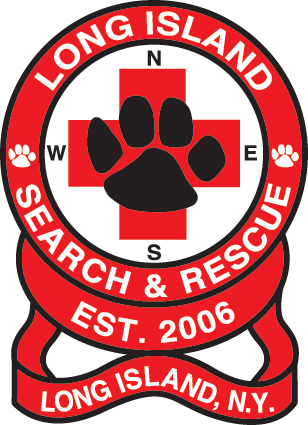 LONG ISLAND
N
W
E
S
SEARCH & RESCUE
EST. 2006
LONG ISLAND, N.Y.